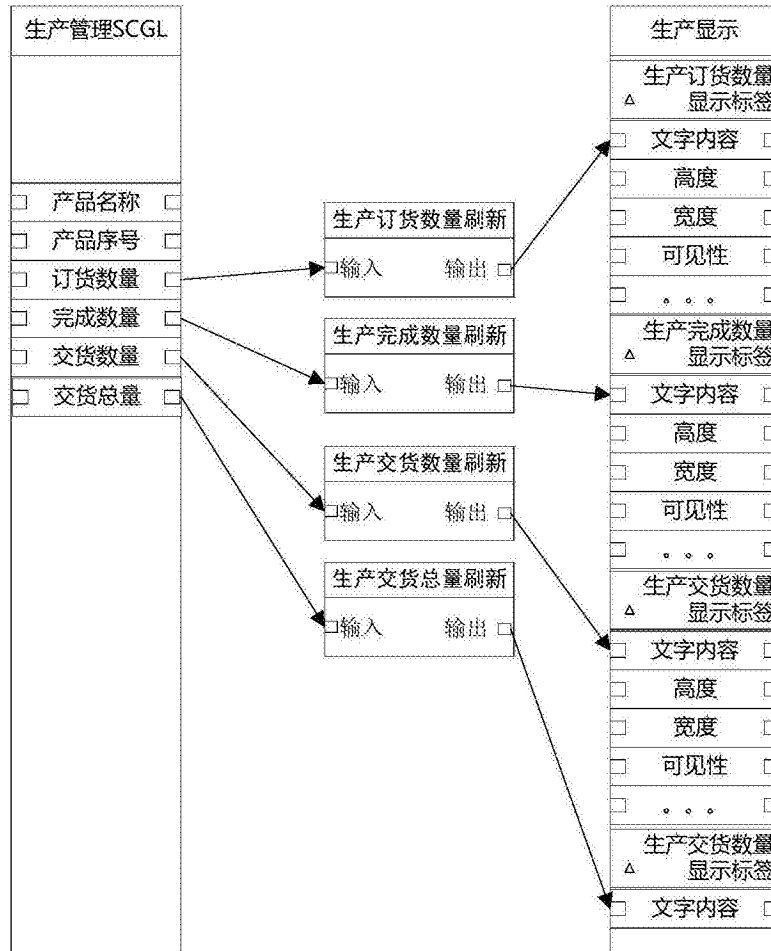 生产管理SCGL
产品名称
产品序号
订货数量
完成数量
交货数量
交货总量
生产订货数量刷新
输入 输出
生产完成数量刷新
输入 输出
生产交货数量刷新
输入 输出
生产交货总量刷新
输入 输出
生产显示
生产订货数量
显示标签
文字内容
高度
宽度
可见性
。。。
生产完成数量
显示标签
文字内容
高度
宽度
可见性
。。。
生产交货数量
显示标签
文字内容
高度
宽度
可见性
。。。
生产交货数量
显示标签
文字内容